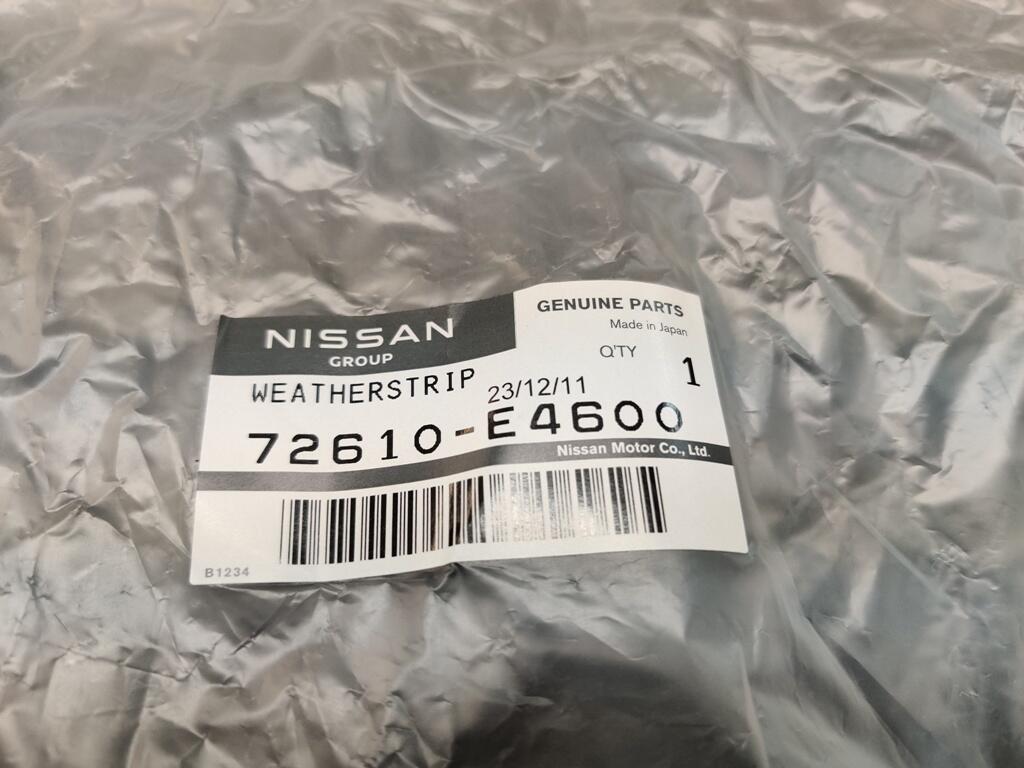 NISSAN
GROUP
GENUINE PARTS
Made in Japan
Q'TY 1
WEATHERSTRIP 23/12/11
72610-E4600
Nissan Motor Co., Ltd.
B1234